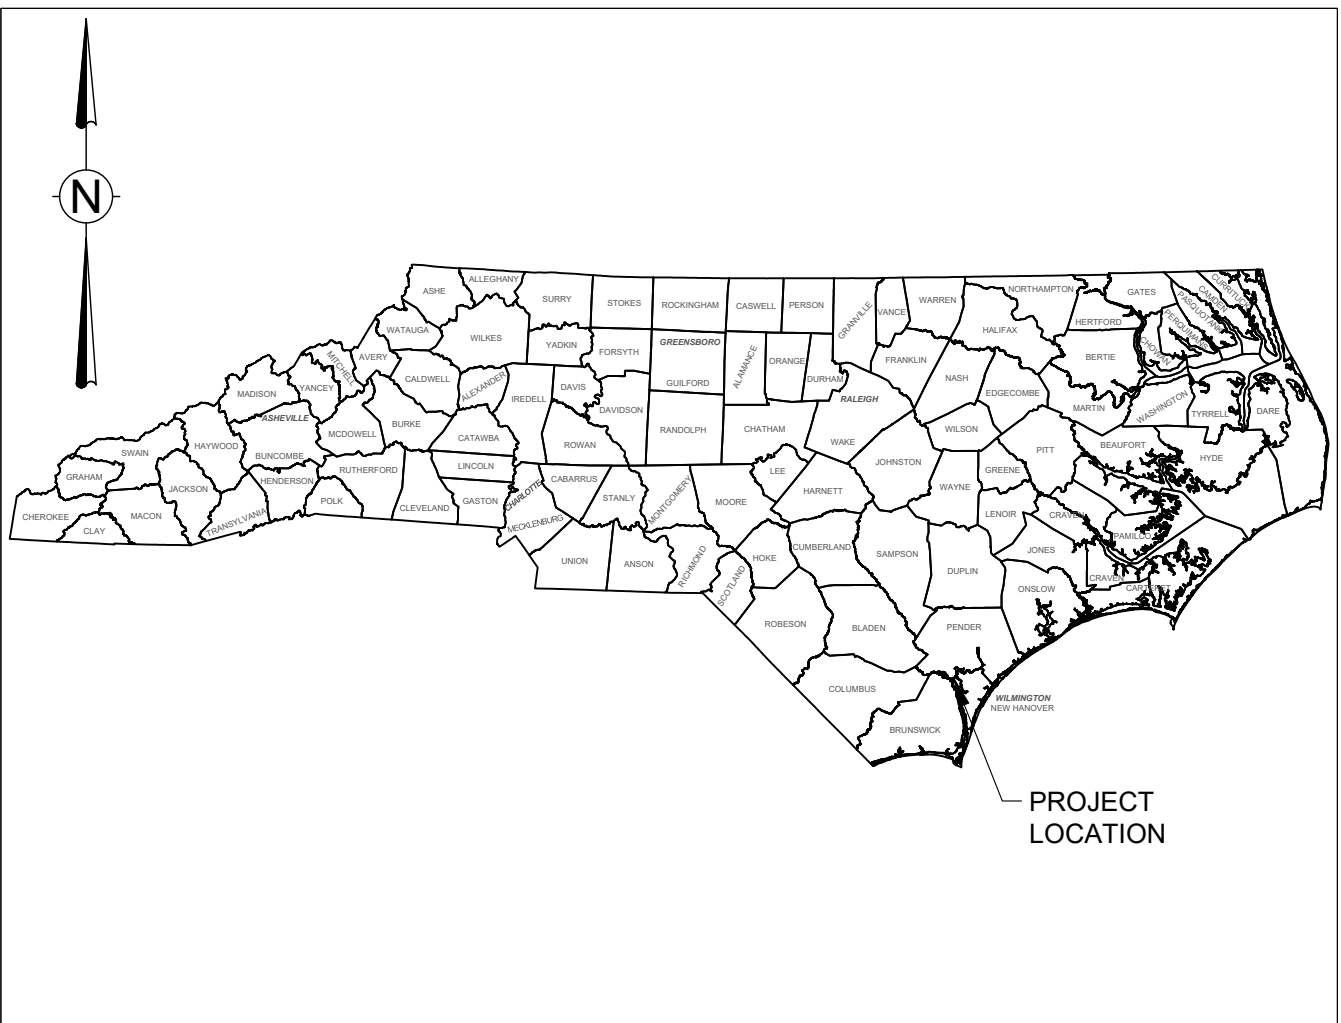 N
ALLEGHANY
ASHE
SURRY
STOKES
ROCKINGHAM
CASWELL
PERSON
GRANVILLE
VANCE
WARREN
NORTHAMPTON
GATES
CURRITUCK
CAMDEN
PASQUOTANK
PERQUIMANS
CHOWAN
HERTFORD
HALIFAX
WATAUGA
WILKES
YADKIN
FORSYTH
GREENSBORO
GUILFORD
ALAMANCE
ORANGE
DURHAM
FRANKLIN
NASH
BERTIE
MITCHELL
AVERY
CALDWELL
ALEXANDER
IREDELL
DAVIS
DAVIDSON
RALEIGH
EDGECOMBE
MARTIN
WASHINGTON
TYRRELL
DARE
MADISON
YANCEY
ASHEVILLE
BUNCOMBE
MCDOWELL
BURKE
CATAWBA
ROWAN
RANDOLPH
CHATHAM
WAKE
WILSON
PITT
BEAUFORT
HYDE
HAYWOOD
SWAIN
GRAHAM
JACKSON
HENDERSON
RUTHERFORD
LINCOLN
CABARRUS
STANLY
MONTGOMERY
MOORE
LEE
HARNETT
JOHNSTON
WAYNE
GREENE
CHEROKEE
CLAY
MACON
TRANSYLVANIA
POLK
CLEVELAND
GASTON
CHARLOTTE
MECKLENBURG
UNION
ANSON
RICHMOND
SCOTLAND
HOKE
CUMBERLAND
SAMPSON
DUPLIN
LENOIR
CRAVEN
PAMILCO
JONES
CRAVEN
CARTERET
ONSLOW
ROBESON
BLADEN
PENDER
COLUMBUS
BRUNSWICK
WILMINGTON
NEW HANOVER
PROJECT
LOCATION